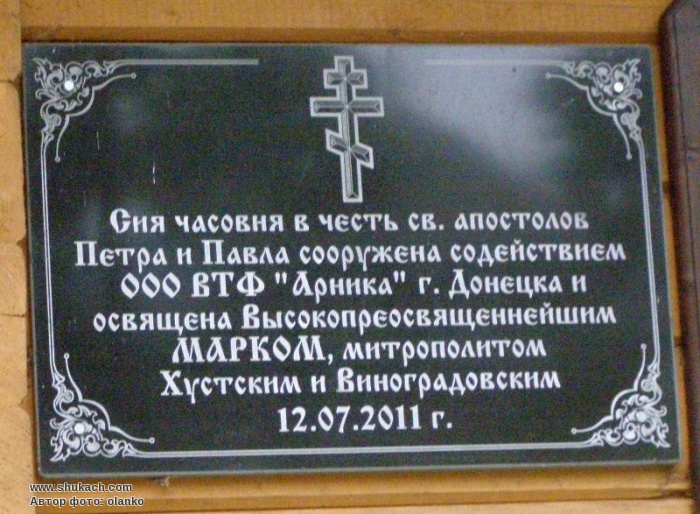 Сия часовня в честь св. апостолов
Петра и Павла сооружена содействием
ООО ВТФ "Арника" г. Донецка и
освящена Высокопреосвященнейшим
МАРКОМ, митрополитом
Хустским и Виноградовским
12.07.2011 г.
www.shukach.com
Автор фото: olanko